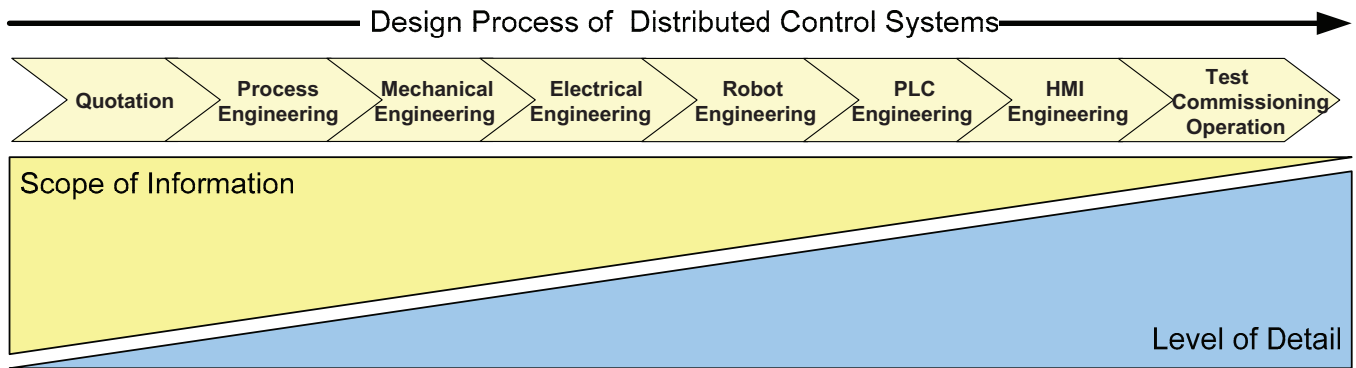 Design Process of Distributed Control Systems
Quotation
Process
Engineering
Mechanical
Engineering
Electrical
Engineering
Robot
Engineering
PLC
Engineering
HMI
Engineering
Test
Commissioning
Operation
Scope of Information
Level of Detail